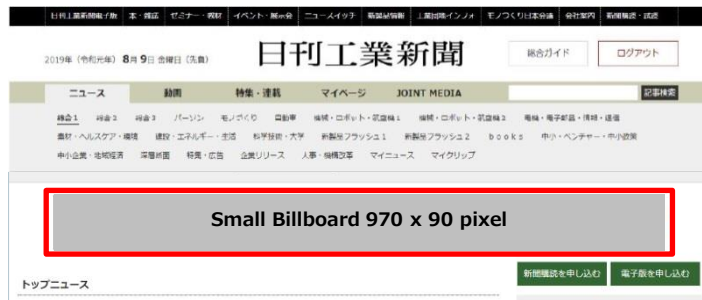 日刊工業新聞電子版 本・雑誌 セミナー・教材 イベント・展示会 ニュースイッチ 新製品情報 工業団地インフォ モノづくり日本会議 会社案内 新聞購読・試読
2019年（令和元年）8月9日 金曜日（先負）
日刊工業新聞
総合ガイド ログアウト
ニュース 動画 特集・連載 マイページ JOINT MEDIA 記事検索
総合1 総合2 総合3 パーソン モノづくり 自動車 機械・ロボット・航空機1 機械・ロボット・航空機2 電機・電子部品・情報・通信
素材・ヘルスケア・環境 建設・エネルギー・生活 科学技術・大学 新製品フラッシュ1 新製品フラッシュ2 books 中小・ベンチャー・中小政策
中小企業・地域経済 深層断面 特集・広告 企業リリース 人事・機構改革 マイニュース マイクリップ
Small Billboard 970 x 90 pixel
新聞購読を申し込む 電子版を申し込む
トップニュース